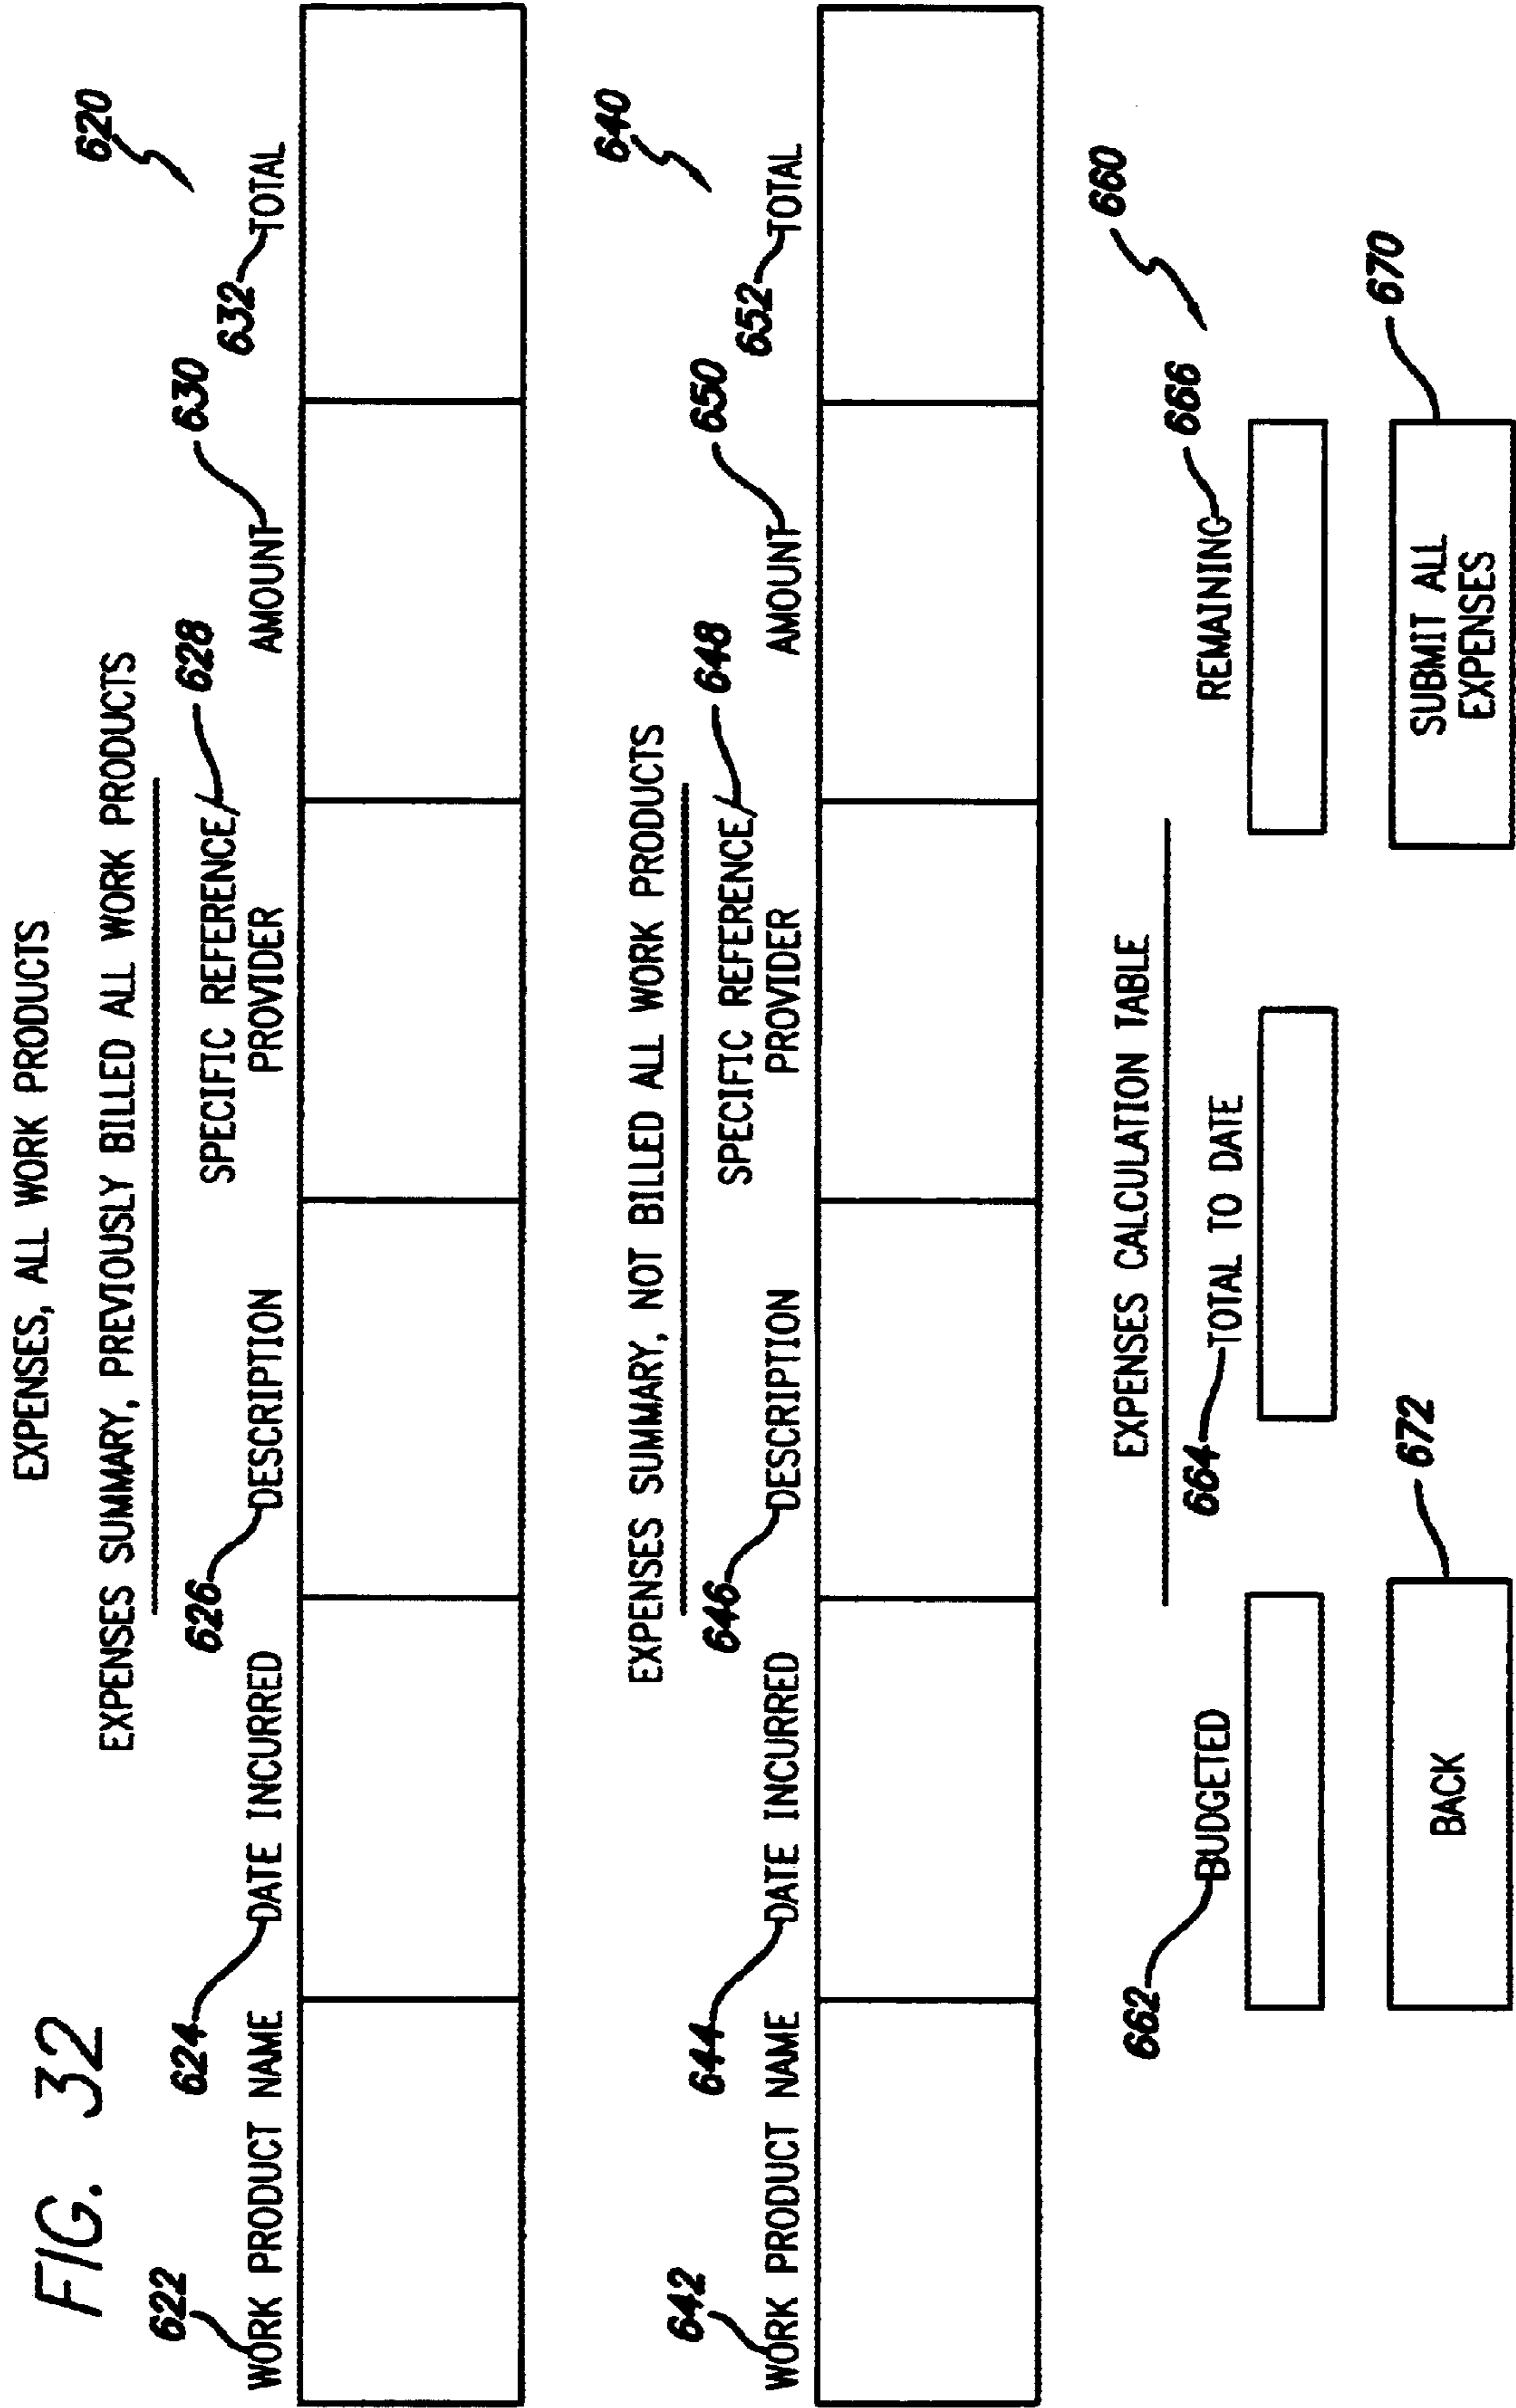 FIG. 32
EXPENSES, ALL WORK PRODUCTS
EXPENSES SUMMARY, PREVIOUSLY BILLED ALL WORK PRODUCTS
620
622 624 626 628 630 632
WORK PRODUCT NAME DATE INCURRED DESCRIPTION SPECIFIC REFERENCE/ AMOUNT TOTAL
PROVIDER
EXPENSES SUMMARY, NOT BILLED ALL WORK PRODUCTS
640
642 644 646 648 650 652
WORK PRODUCT NAME DATE INCURRED DESCRIPTION SPECIFIC REFERENCE/ AMOUNT TOTAL
PROVIDER
EXPENSES CALCULATION TABLE
660
662 664 666
BUDGETED TOTAL TO DATE REMAINING
672 670
BACK SUBMIT ALL
EXPENSES